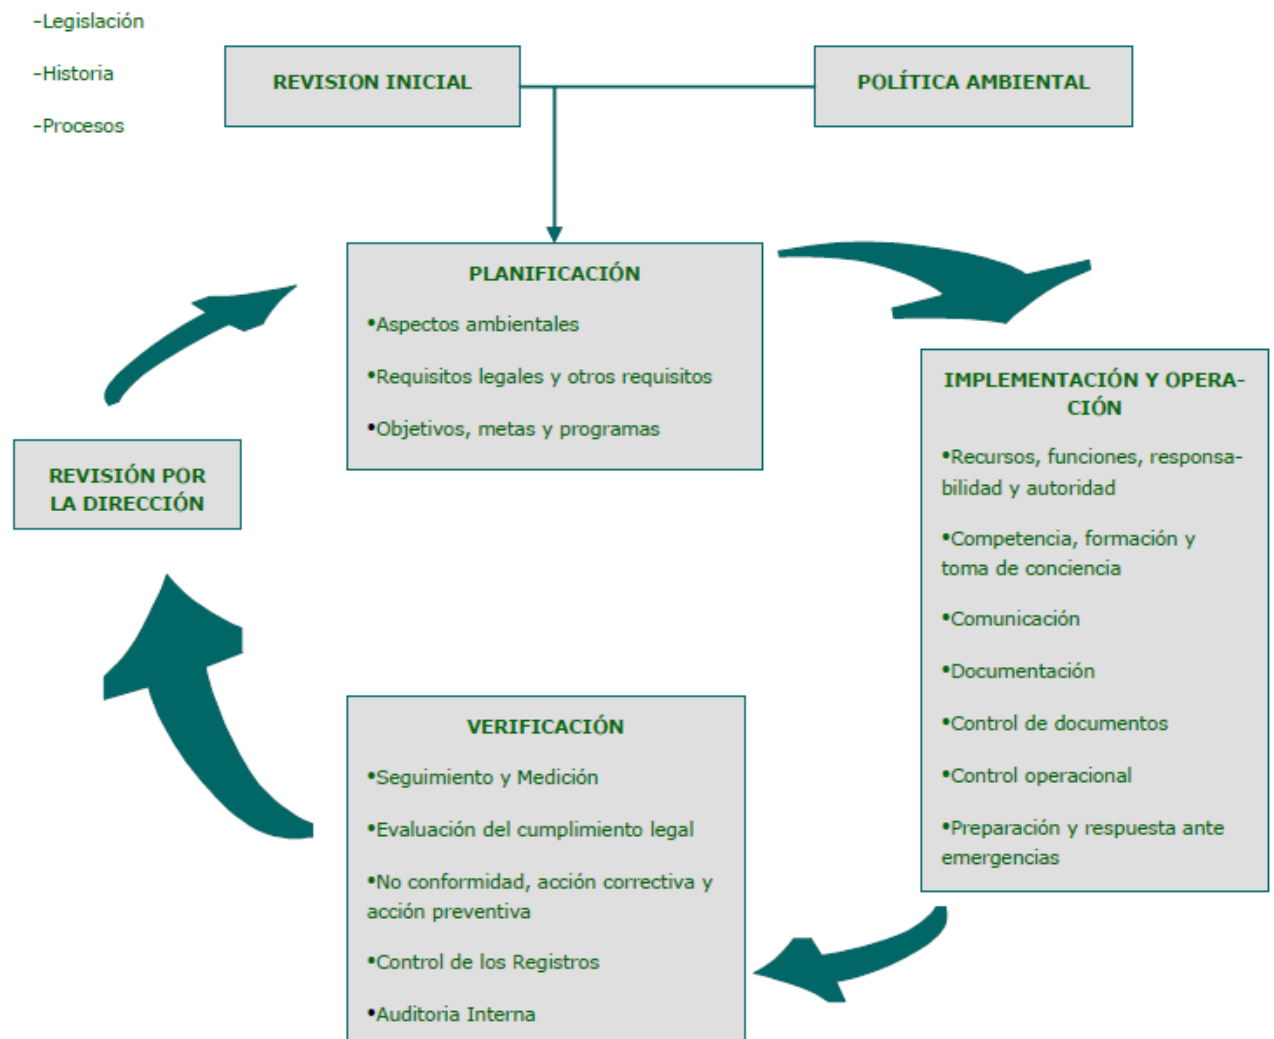 -Legislación
-Historia
-Procesos
REVISION INICIAL
POLÍTICA AMBIENTAL
PLANIFICACIÓN
•Aspectos ambientales
•Requisitos legales y otros requisitos
•Objetivos, metas y programas
IMPLEMENTACIÓN Y OPERA-
CIÓN
•Recursos, funciones, responsa-
bilidad y autoridad
•Competencia, formación y
toma de conciencia
•Comunicación
•Documentación
•Control de documentos
•Control operacional
•Preparación y respuesta ante
emergencias
REVISIÓN POR
LA DIRECCIÓN
VERIFICACIÓN
•Seguimiento y Medición
•Evaluación del cumplimiento legal
•No conformidad, acción correctiva y
acción preventiva
•Control de los Registros
•Auditoria Interna